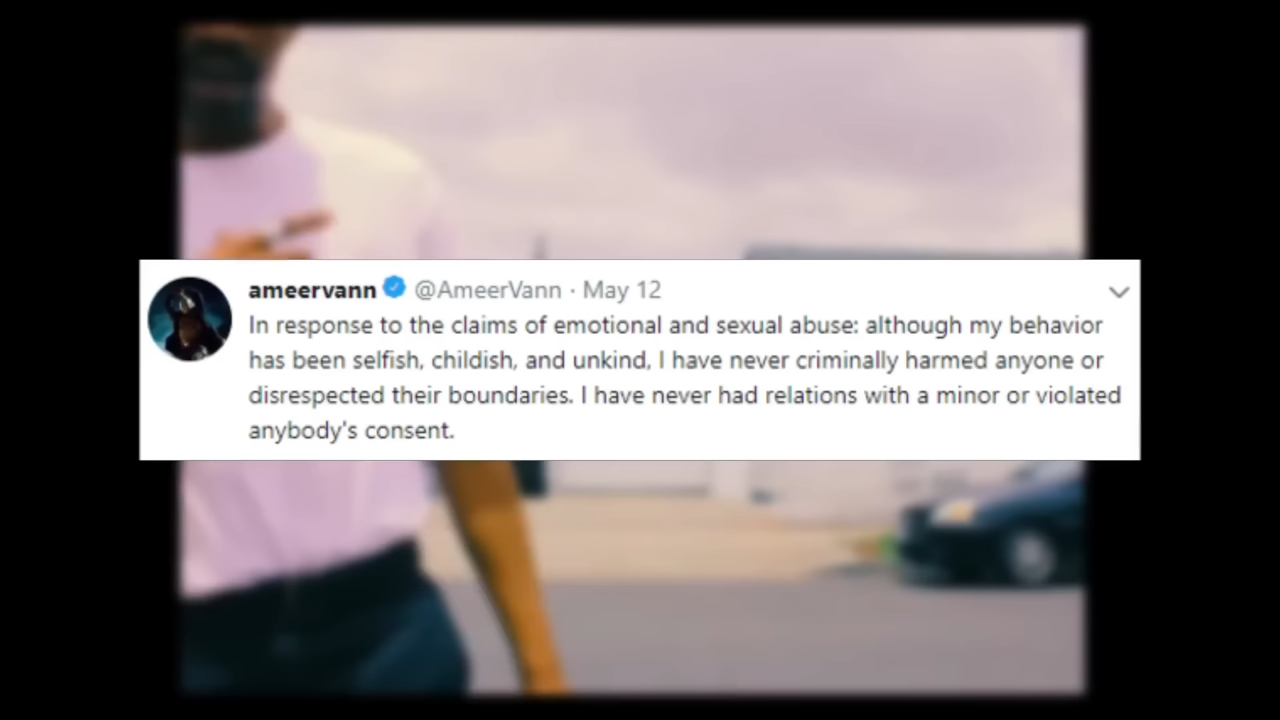 ameervann @AmeerVann · May 12
In response to the claims of emotional and sexual abuse: although my behavior
has been selfish, childish, and unkind, I have never criminally harmed anyone or
disrespected their boundaries. I have never had relations with a minor or violated
anybody's consent.